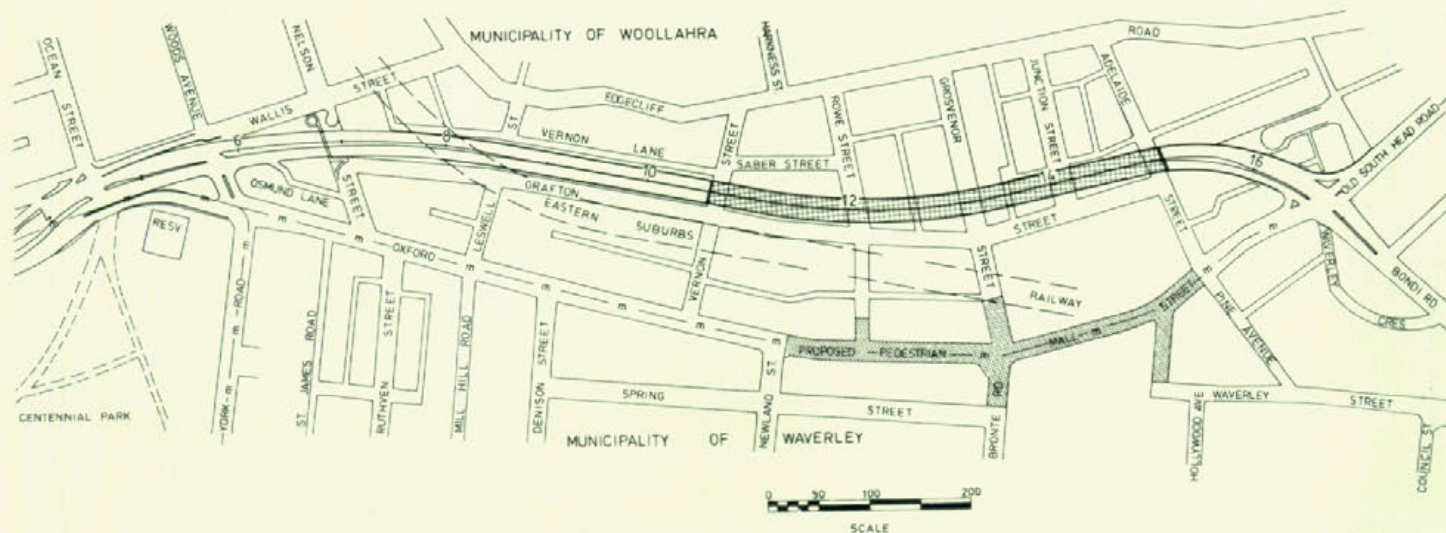 MUNICIPALITY OF WOOLLAHRA
OCEAN STREET
WOODS AVENUE
NELSON STREET
WALLIS STREET
HARKNESS ST.
ROAD
EDGECLIFF
ADELAIDE STREET
JUNCTION STREET
GROSVENOR
ROWE STREET
SABER STREET
STREET
VERNON LANE
ST.
6
8
10
12
14
16
OLD SOUTH HEAD ROAD
BONDI RD
OSMUND LANE
GRAFTON STREET
EASTERN SUBURBS RAILWAY
LESWELL
VERNON
RESV
OXFORD STREET
STREET
PROPOSED PEDESTRIAN MALL
PINE AVENUE
WAVERLEY CRES
CENTENNIAL PARK
YORK ROAD
ST JAMES ROAD
RUTHVEN STREET
MILL HILL ROAD
DENISON STREET
SPRING STREET
NEWLAND ST.
BRONTE RD
HOLLYWOOD AVE
WAVERLEY STREET
COUNCIL ST
MUNICIPALITY OF WAVERLEY
0 50 100 200
SCALE